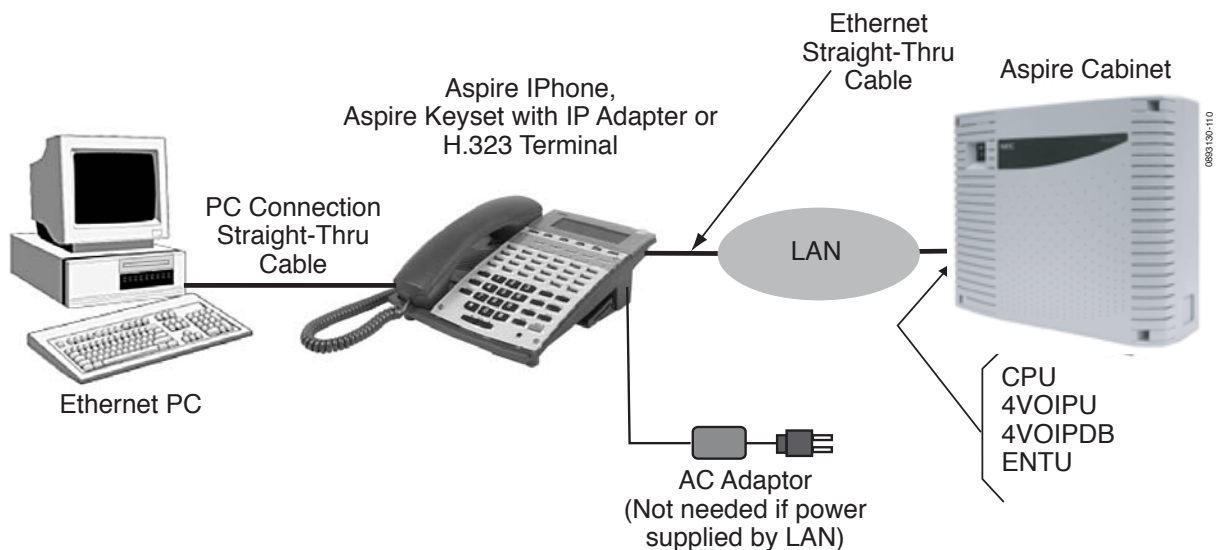 Ethernet
Straight-Thru
Cable
Aspire Cabinet
Aspire IPhone,
Aspire Keyset with IP Adapter or
H.323 Terminal
0893130-110
NEC
PC Connection
Straight-Thru
Cable
LAN
Ethernet PC
CPU
4VOIPU
4VOIPDB
ENTU
AC Adaptor
(Not needed if power
supplied by LAN)